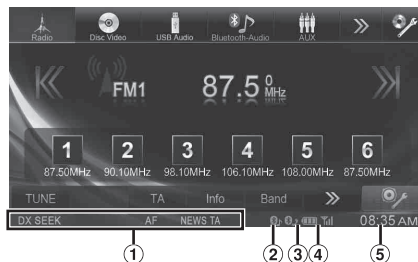 Radio Disc Video USB Audio Bluetooth-Audio AUX
FM1 87.5 0 MHz
1 2 3 4 5 6
87.50MHz 90.10MHz 98.10MHz 106.10MHz 108.00MHz 87.50MHz
TUNE TA Info Band
DX SEEK AF NEWS TA 08:35 AM
1 2 3 4 5